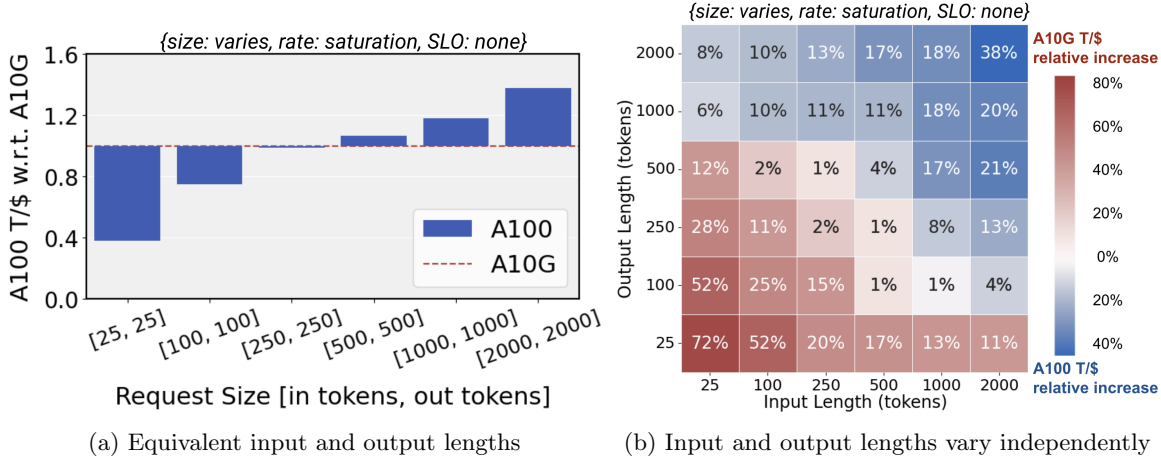 {size: varies, rate: saturation, SLO: none}
A100 T/$ w.r.t. A10G
1.6
1.2
0.8
0.4
0.0
A100
A10G
[25, 25]
[100, 100]
[250, 250]
[500, 500]
[1000, 1000]
[2000, 2000]
Request Size [in tokens, out tokens]
(a) Equivalent input and output lengths
{size: varies, rate: saturation, SLO: none}
Output Length (tokens)
2000 8% 10% 13% 17% 18% 38%
1000 6% 10% 11% 11% 18% 20%
500 12% 2% 1% 4% 17% 21%
250 28% 11% 2% 1% 8% 13%
100 52% 25% 15% 1% 1% 4%
25 72% 52% 20% 17% 13% 11%
25 100 250 500 1000 2000
Input Length (tokens)
A10G T/$
relative increase
80%
60%
40%
20%
0%
20%
40%
A100 T/$
relative increase
(b) Input and output lengths vary independently